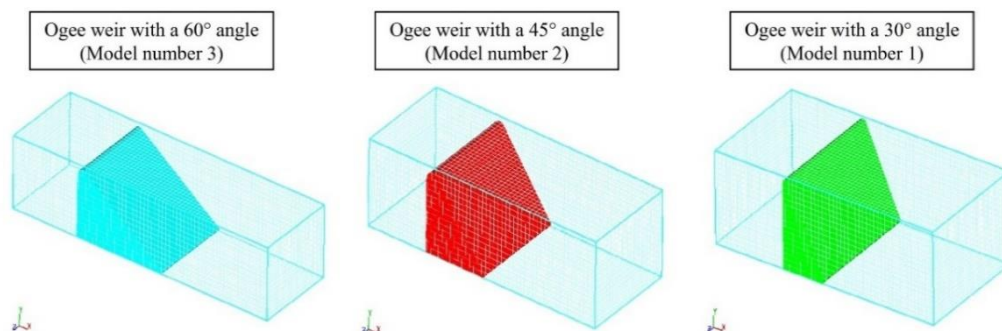 Ogee weir with a 60° angle
(Model number 3)
Ogee weir with a 45° angle
(Model number 2)
Ogee weir with a 30° angle
(Model number 1)